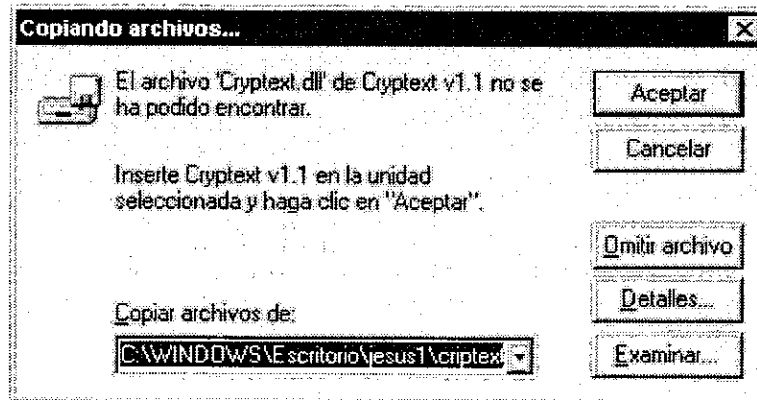 Copiando archivos...
El archivo 'Cryptext.dll' de Cryptext v1.1 no se
ha podido encontrar.
Inserte Cryptext v1.1 en la unidad
seleccionada y haga clic en "Aceptar".
Copiar archivos de:
C:\WINDOWS\Escritorio\jesus1\criptext
Aceptar
Cancelar
Omitir archivo
Detalles...
Examinar...